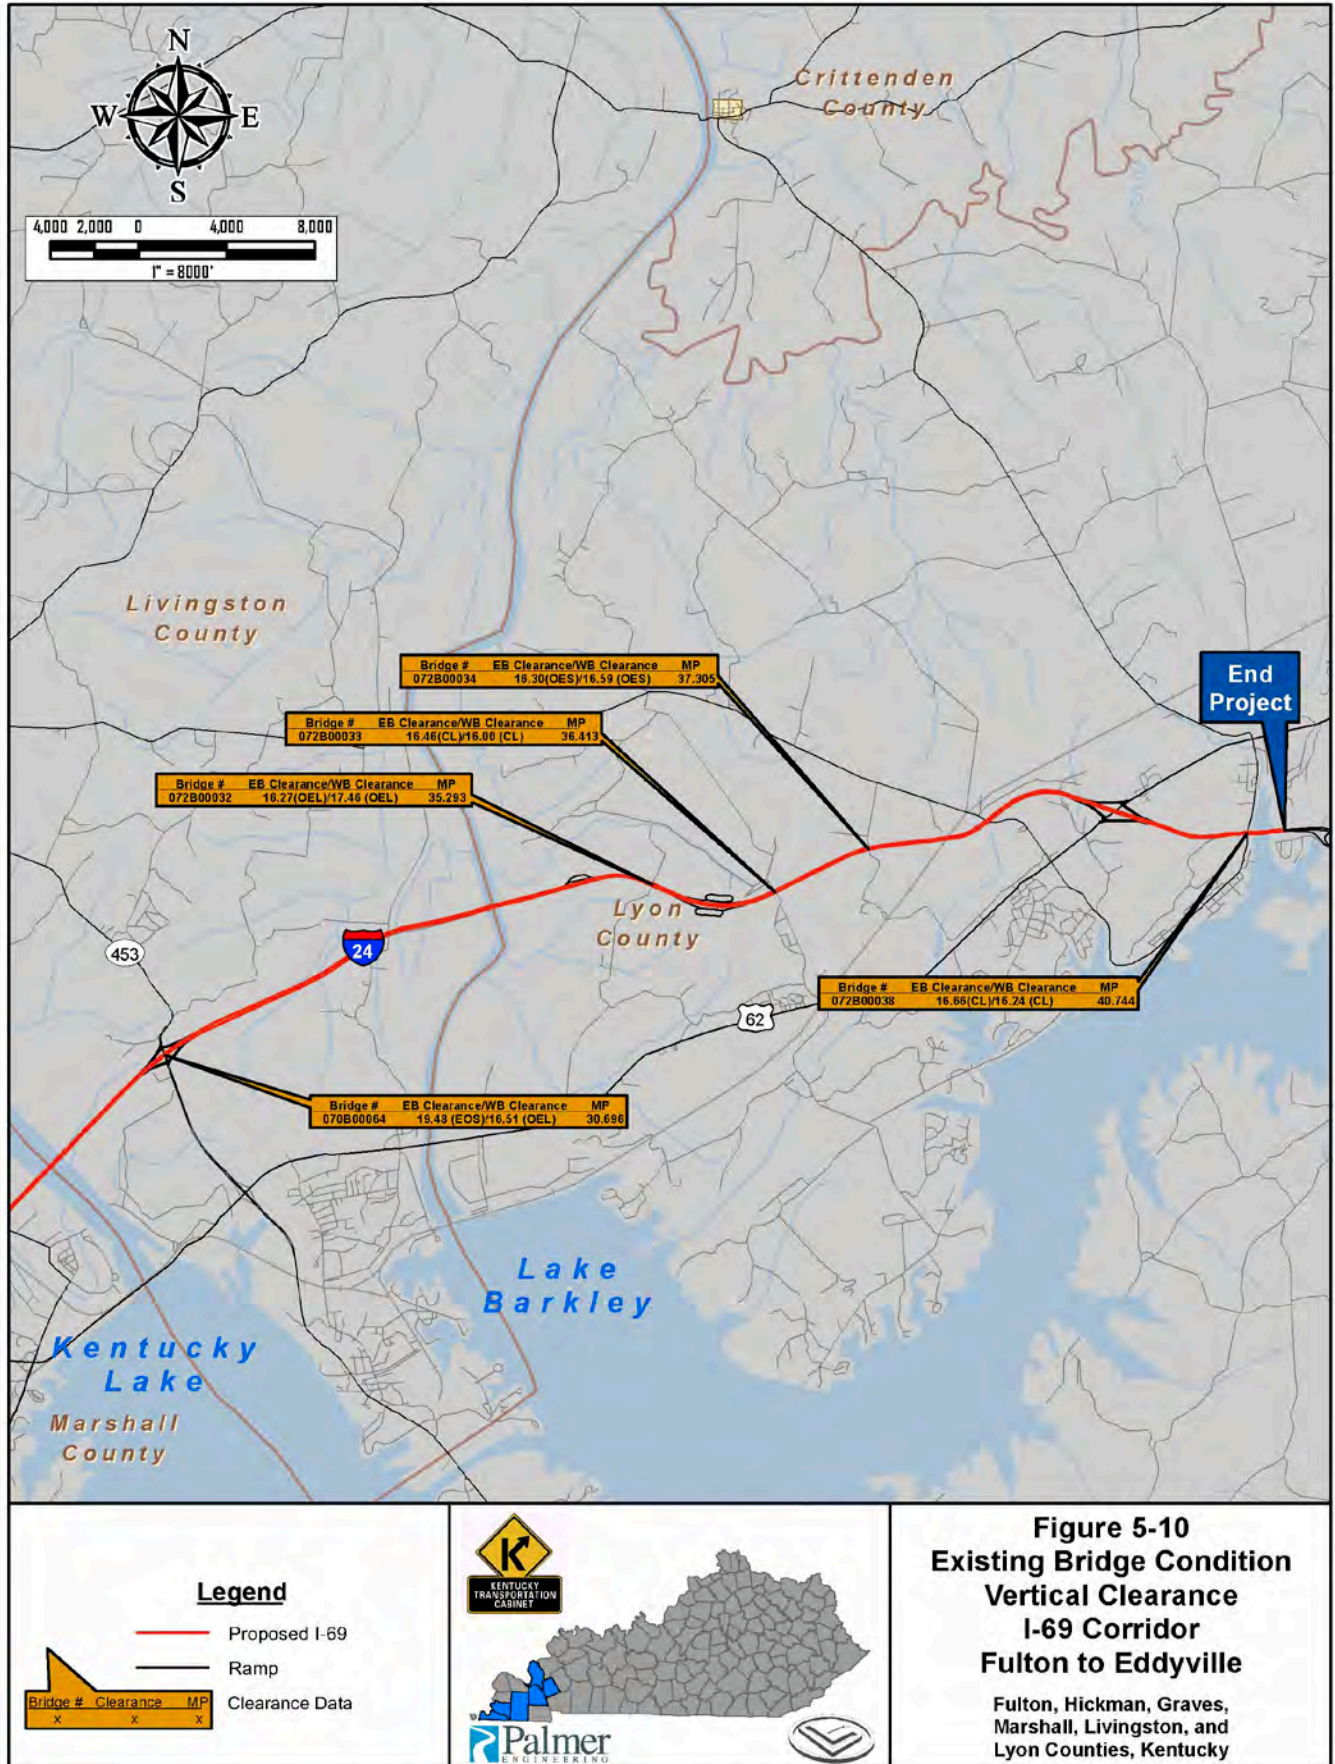 N
W E
S
4,000 2,000 0 4,000 8,000
1" = 8000'
Crittenden
County
Livingston
County
Bridge # EB Clearance/WB Clearance MP
072B00034 16.30(OES)/16.59 (OES) 37.305
Bridge # EB Clearance/WB Clearance MP
072B00033 16.46(CL)/16.00 (CL) 36.413
Bridge # EB Clearance/WB Clearance MP
072B00032 16.27(OEL)/17.46 (OEL) 35.293
End
Project
Lyon
County
453
24
62
Bridge # EB Clearance/WB Clearance MP
072B00038 16.66(CL)/16.24 (CL) 40.744
Bridge # EB Clearance/WB Clearance MP
070B00064 19.48 (EOS)/16.51 (OEL) 30.696
Lake
Barkley
Kentucky
Lake
Marshall
County
Legend
Proposed I-69
Ramp
Bridge # Clearance MP
x x x
Clearance Data
KENTUCKY
TRANSPORTATION
CABINET
Palmer
ENGINEERING
Figure 5-10
Existing Bridge Condition
Vertical Clearance
I-69 Corridor
Fulton to Eddyville
Fulton, Hickman, Graves,
Marshall, Livingston, and
Lyon Counties, Kentucky